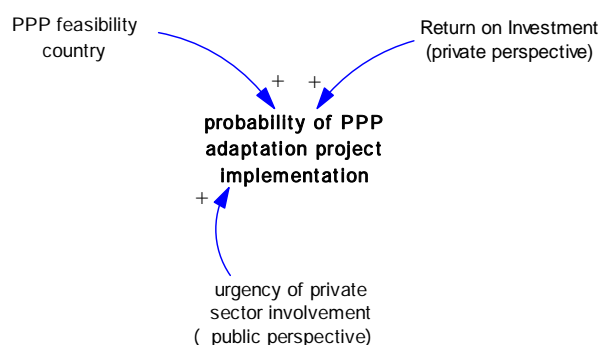 PPP feasibility
country
Return on Investment
(private perspective)
+ +
probability of PPP
adaptation project
implementation
+
urgency of private
sector involvement
( public perspective)